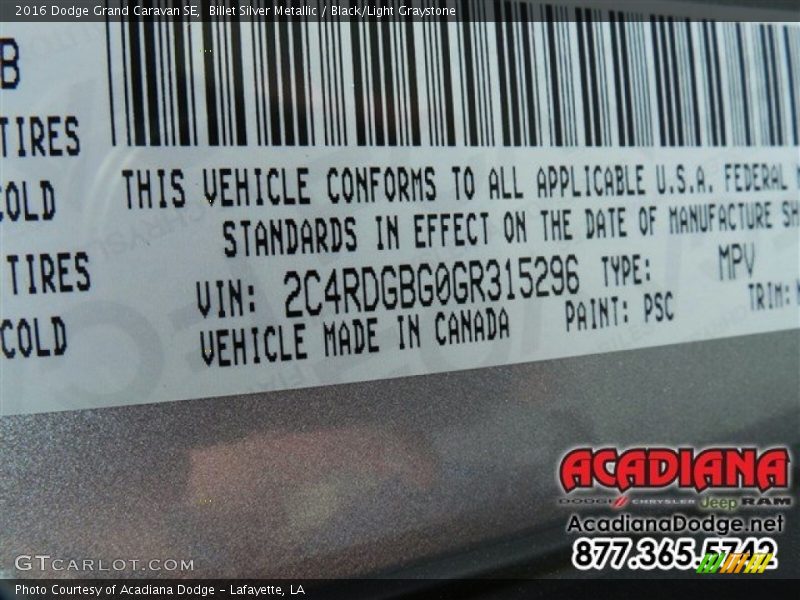 2016 Dodge Grand Caravan SE, Billet Silver Metallic / Black/Light Graystone
B
TIRES
COLD
TIRES
COLD
THIS VEHICLE CONFORMS TO ALL APPLICABLE U.S.A. FEDERAL
STANDARDS IN EFFECT ON THE DATE OF MANUFACTURE SH
VIN: 2C4RDGBG0GR315296 TYPE: MPV
VEHICLE MADE IN CANADA PAINT: PSC TRIM:
ACADIANA
DODGE CHRYSLER Jeep RAM
AcadianaDodge.net
877.365.5742
GTCARLOT.COM
Photo Courtesy of Acadiana Dodge - Lafayette, LA